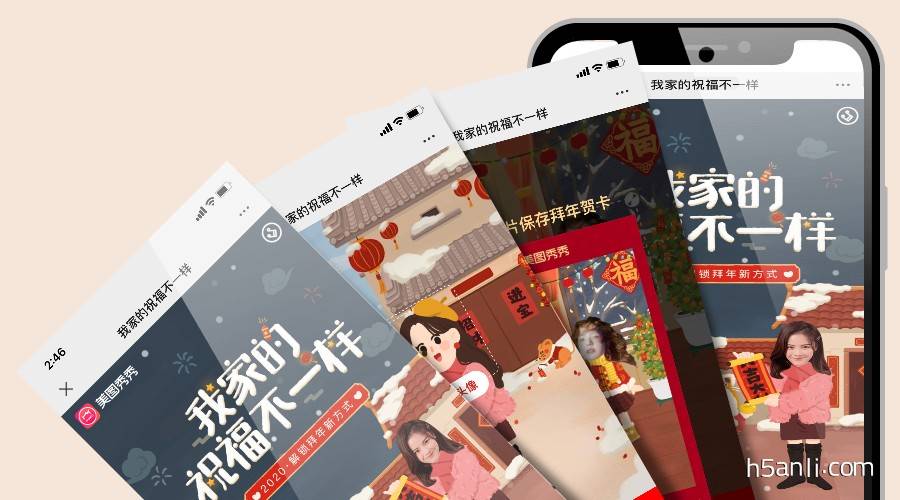 2:46
我家的祝福不一样
美图秀秀
我家的
祝福不一样
2020·解锁拜年新方式
家的祝福不一样
进宝
头像
我家的祝福不一样
福
片保存拜年贺卡
美图秀秀
福
我家的祝福不一样
我家的
不一样
解锁拜年新方式
吉
大
h5anli.com